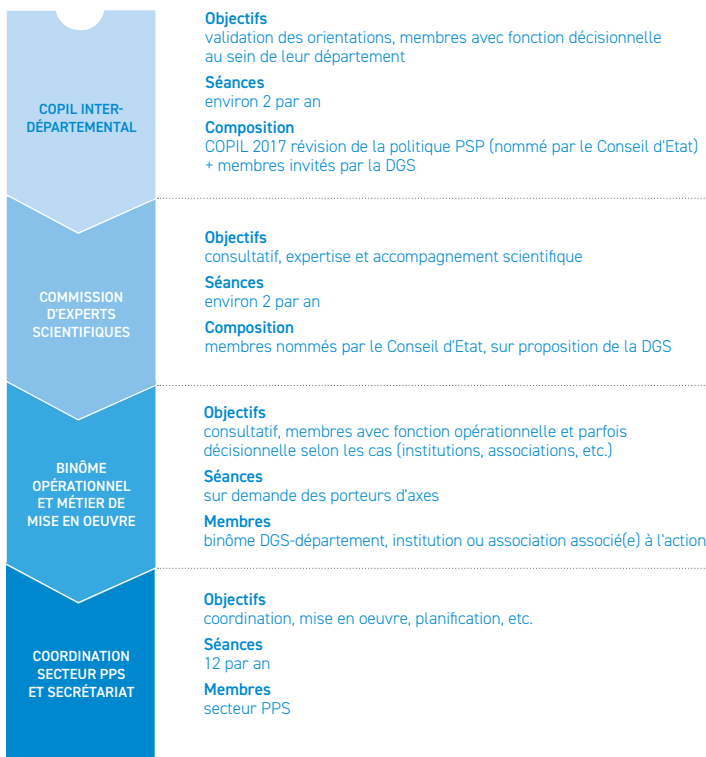 COPIL INTER-
DÉPARTEMENTAL
Objectifs
validation des orientations, membres avec fonction décisionnelle
au sein de leur département
Séances
environ 2 par an
Composition
COPIL 2017 révision de la politique PSP (nommé par le Conseil d'Etat)
+ membres invités par la DGS
COMMISSION
D'EXPERTS
SCIENTIFIQUES
Objectifs
consultatif, expertise et accompagnement scientifique
Séances
environ 2 par an
Composition
membres nommés par le Conseil d'Etat, sur proposition de la DGS
BINÔME
OPÉRATIONNEL
ET MÉTIER DE
MISE EN OEUVRE
Objectifs
consultatif, membres avec fonction opérationnelle et parfois
décisionnelle selon les cas (institutions, associations, etc.)
Séances
sur demande des porteurs d'axes
Membres
binôme DGS-département, institution ou association associé(e) à l'action
COORDINATION
SECTEUR PPS
ET SECRÉTARIAT
Objectifs
coordination, mise en oeuvre, planification, etc.
Séances
12 par an
Membres
secteur PPS